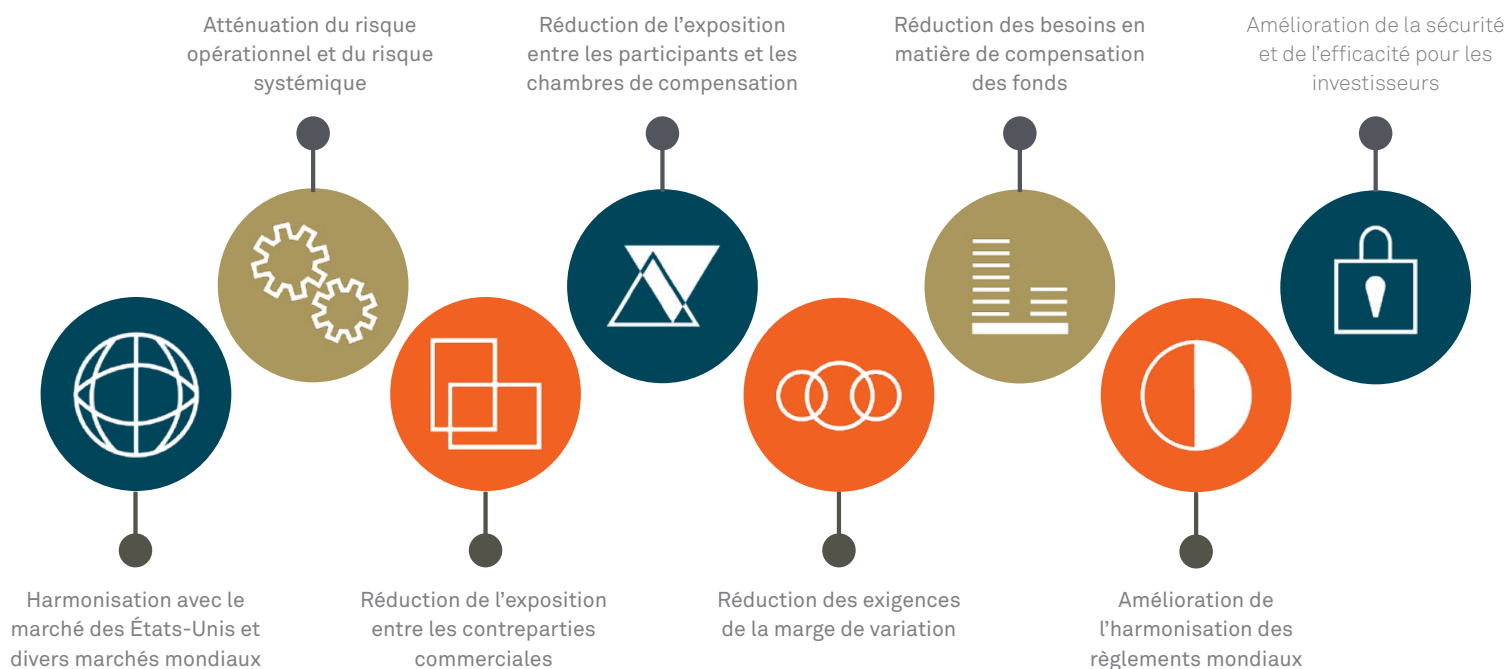 Atténuation du risque
opérationnel et du risque
systémique
Réduction de l’exposition
entre les participants et les
chambres de compensation
Réduction des besoins en
matière de compensation
des fonds
Amélioration de la sécurité
et de l’efficacité pour les
investisseurs
Harmonisation avec le
marché des États-Unis et
divers marchés mondiaux
Réduction de l’exposition
entre les contreparties
commerciales
Réduction des exigences
de la marge de variation
Amélioration de
l’harmonisation des
règlements mondiaux